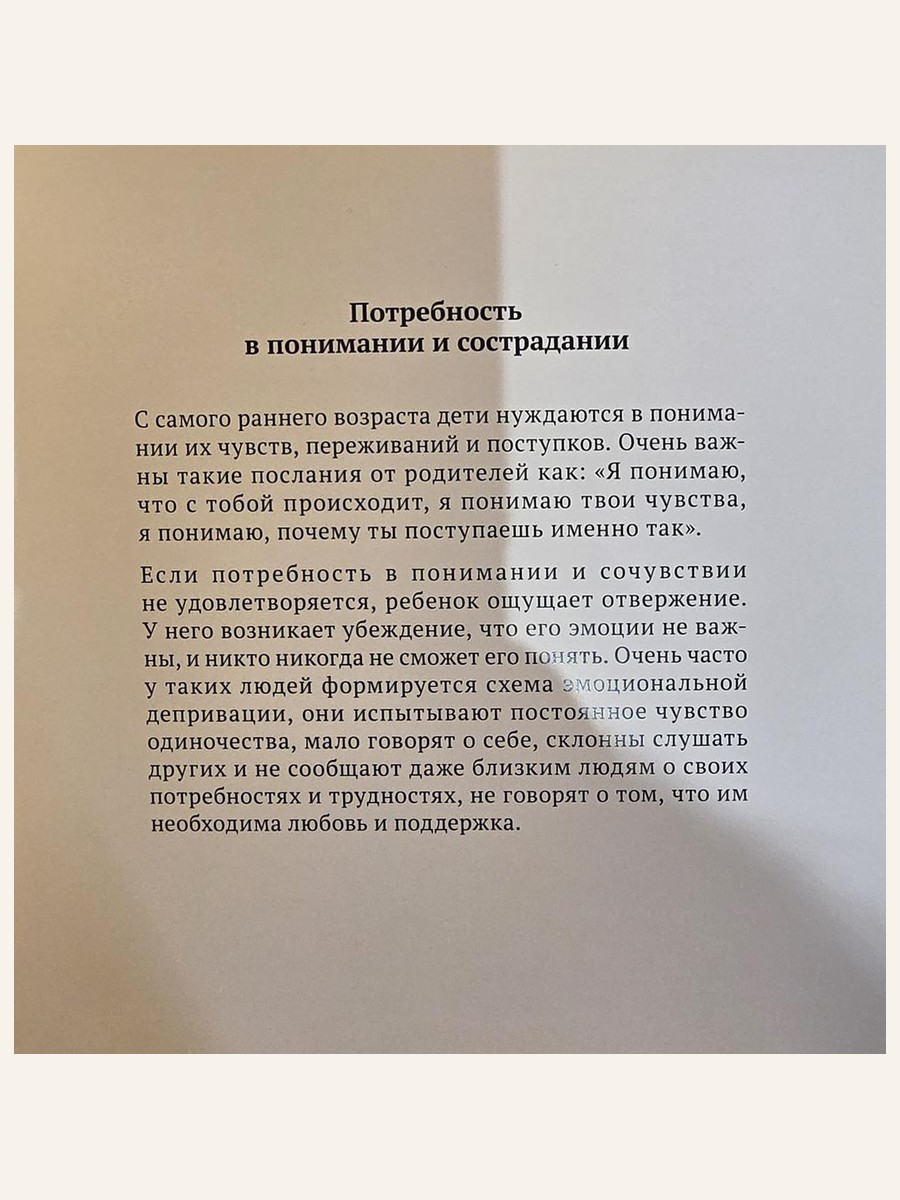 Потребность
в понимании и сострадании
С самого раннего возраста дети нуждаются в понима-
нии их чувств, переживаний и поступков. Очень важ-
ны такие послания от родителей как: «Я понимаю,
что с тобой происходит, я понимаю твои чувства,
я понимаю, почему ты поступаешь именно так».
Если потребность в понимании и сочувствии
не удовлетворяется, ребенок ощущает отвержение.
У него возникает убеждение, что его эмоции не важ-
ны, и никто никогда не сможет его понять. Очень часто
у таких людей формируется схема эмоциональной
депривации, они испытывают постоянное чувство
одиночества, мало говорят о себе, склонны слушать
других и не сообщают даже близким людям о своих
потребностях и трудностях, не говорят о том, что им
необходима любовь и поддержка.